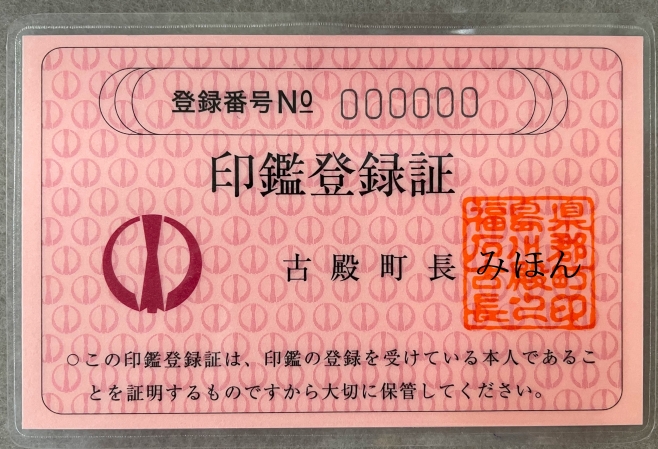 登録番号№ 000000
印鑑登録証
古殿町長 みほん
福島県
石川郡
古殿町
長之印
○この印鑑登録証は、印鑑の登録を受けている本人であるこ
とを証明するものですから大切に保管してください。